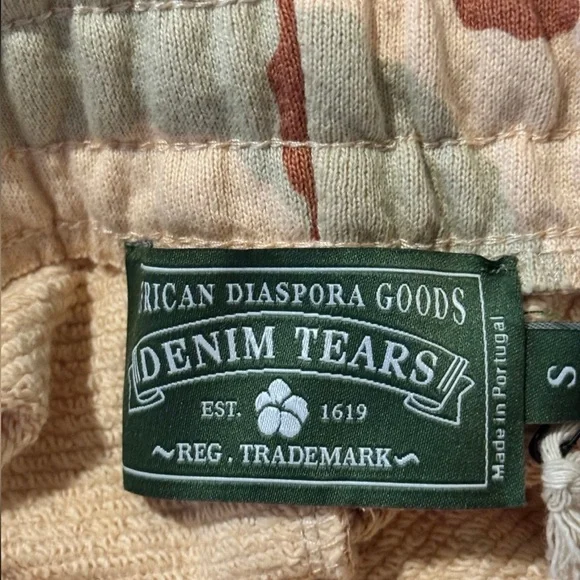 RICAN DIASPORA GOODS
DENIM TEARS
EST. 1619
~REG. TRADEMARK~
Made in Portugal
S